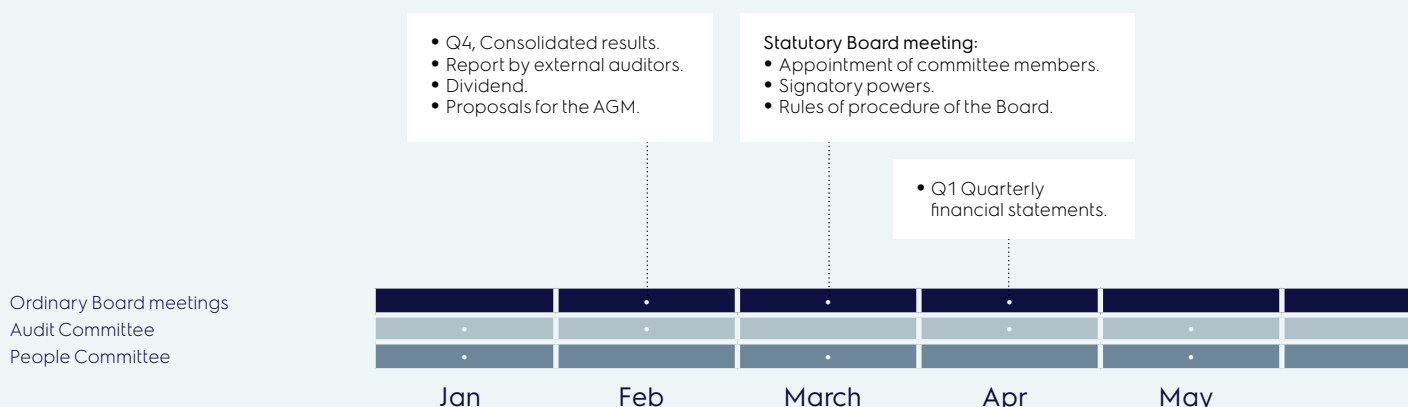 • Q4, Consolidated results.
• Report by external auditors.
• Dividend.
• Proposals for the AGM.
Statutory Board meeting:
• Appointment of committee members.
• Signatory powers.
• Rules of procedure of the Board.
• Q1 Quarterly
financial statements.
Ordinary Board meetings
Audit Committee
People Committee
Jan Feb March Apr May